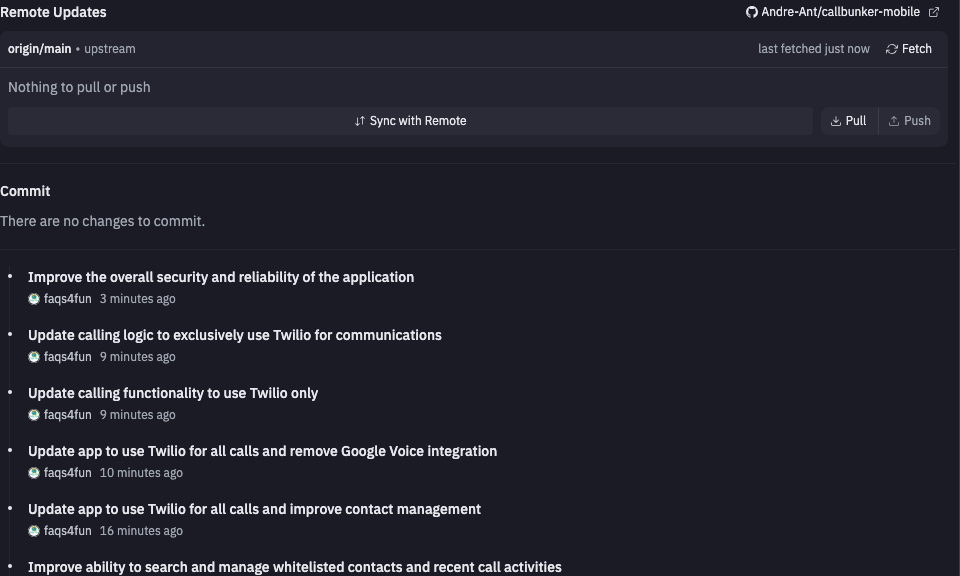 Remote Updates
Andre-Ant/callbunker-mobile
origin/main • upstream
last fetched just now
Fetch
Nothing to pull or push
Sync with Remote
Pull
Push
Commit
There are no changes to commit.
Improve the overall security and reliability of the application
faqs4fun 3 minutes ago
Update calling logic to exclusively use Twilio for communications
faqs4fun 9 minutes ago
Update calling functionality to use Twilio only
faqs4fun 9 minutes ago
Update app to use Twilio for all calls and remove Google Voice integration
faqs4fun 10 minutes ago
Update app to use Twilio for all calls and improve contact management
faqs4fun 16 minutes ago
Improve ability to search and manage whitelisted contacts and recent call activities